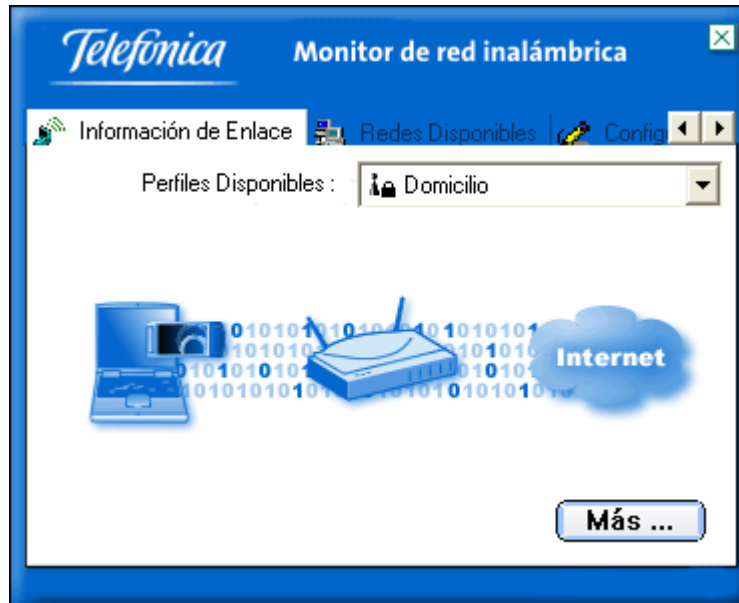 Telefónica
Monitor de red inalámbrica
Información de Enlace
Redes Disponibles
Config
Perfiles Disponibles :
Domicilio
Internet
Más ...